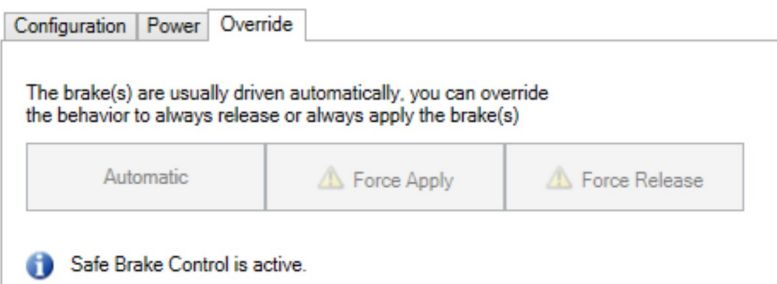 Configuration Power Override
The brake(s) are usually driven automatically, you can override
the behavior to always release or always apply the brake(s)
Automatic Force Apply Force Release
Safe Brake Control is active.